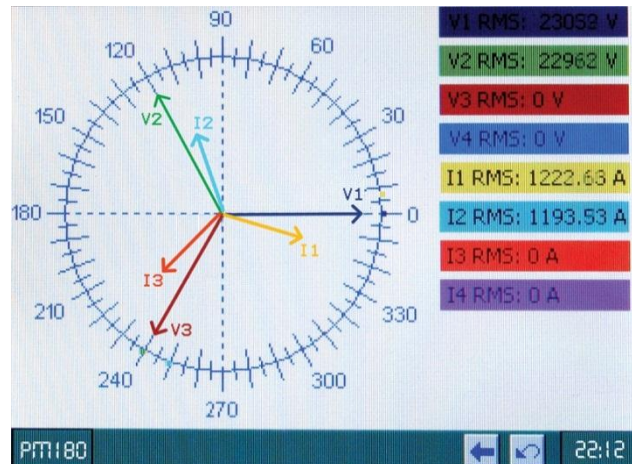 90
120
60
150
30
180
0
210
330
240
300
270
V2
I2
V1
I1
I3
V3
V1 RMS: 23052 V
V2 RMS: 22962 V
V3 RMS: 0 V
V4 RMS: 0 V
I1 RMS: 1222.63 A
I2 RMS: 1193.53 A
I3 RMS: 0 A
I4 RMS: 0 A
PM180
22:12